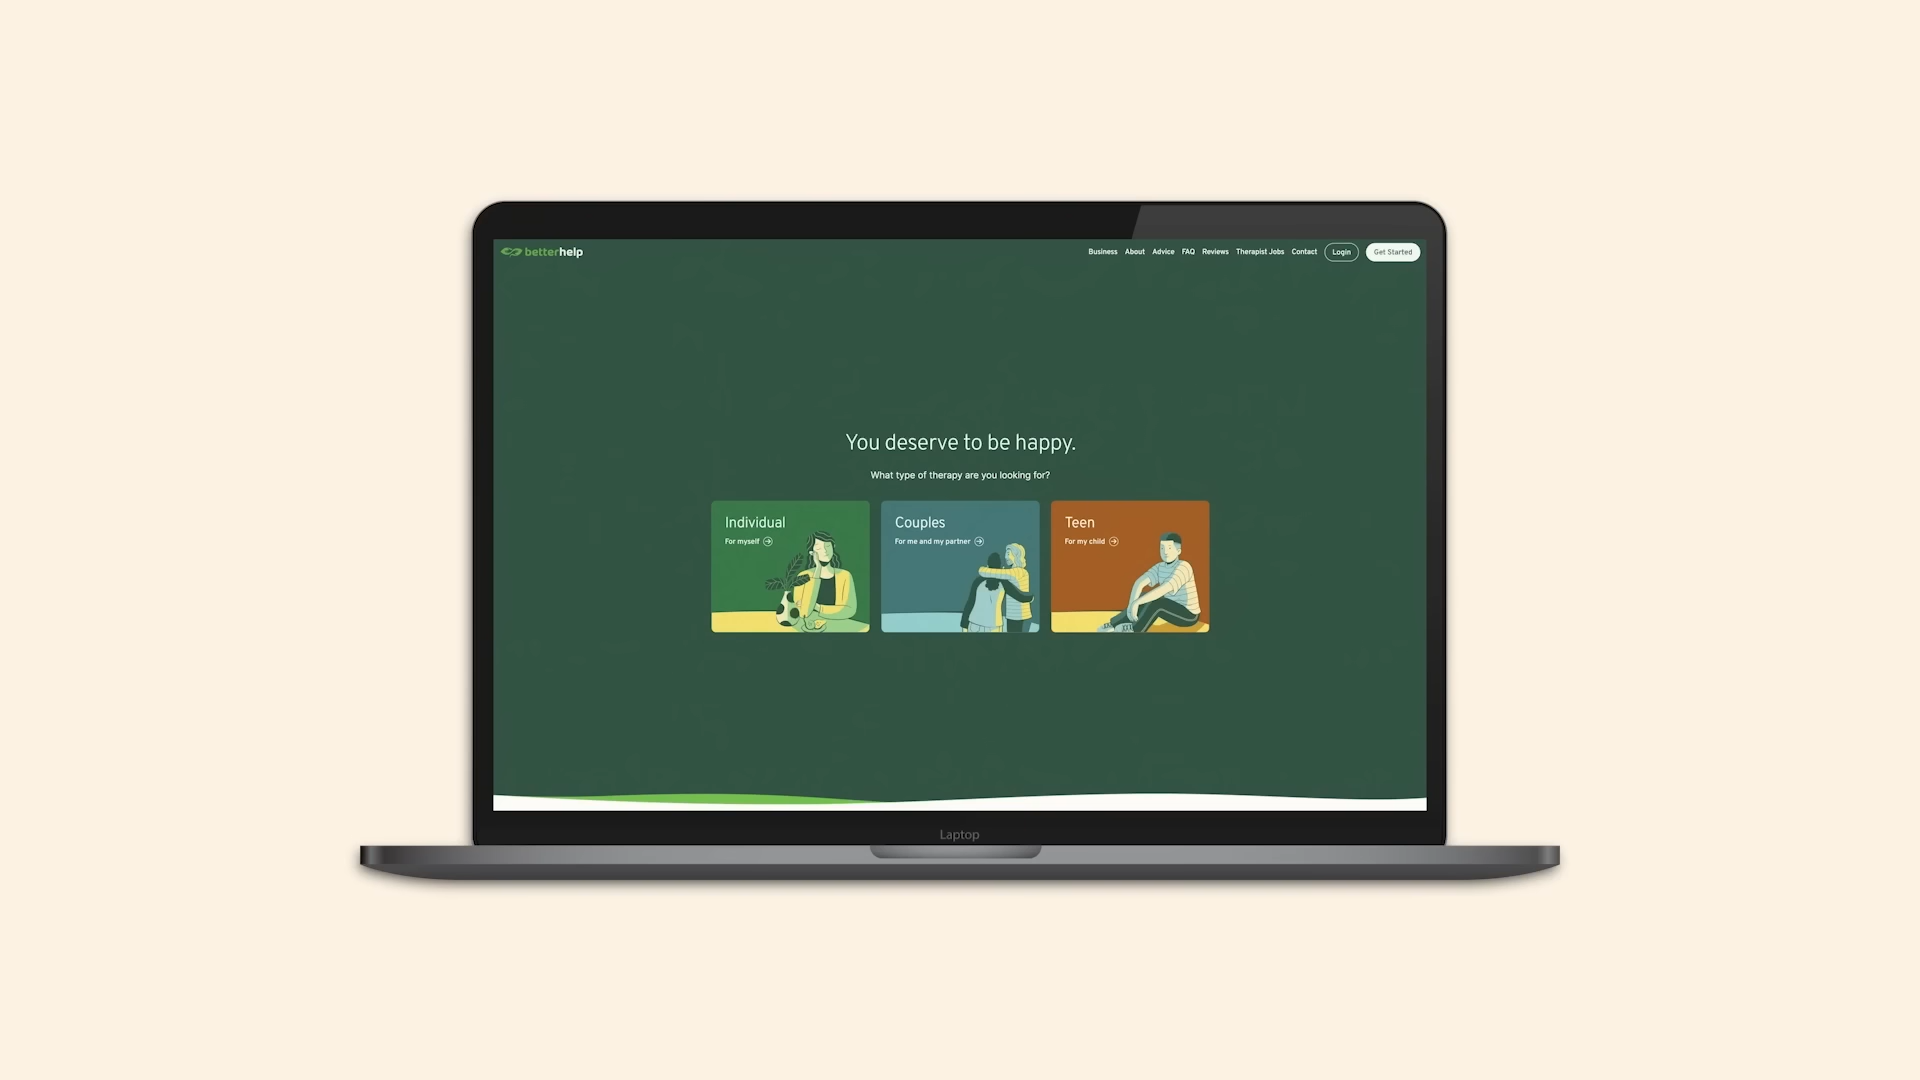 betterhelp
Business About Advice FAQ Reviews Therapist Jobs Contact Login Get Started
You deserve to be happy.
What type of therapy are you looking for?
Individual
For myself
Couples
For me and my partner
Teen
For my child
Laptop